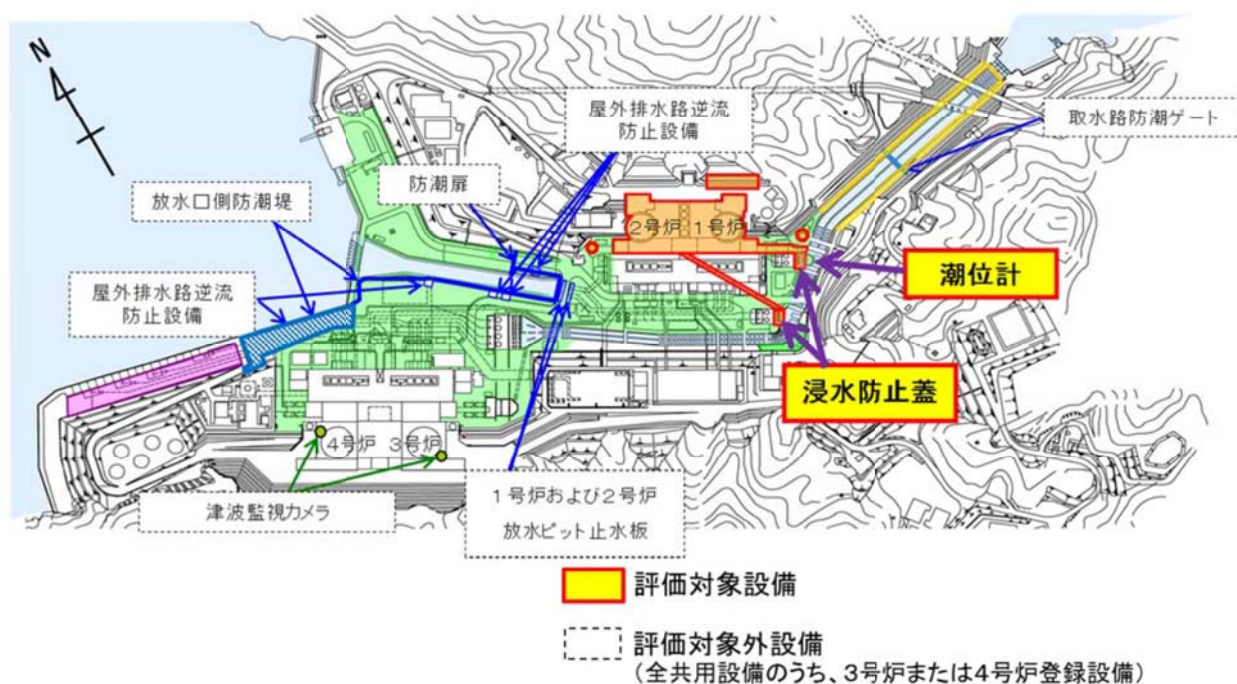 N
屋外排水路逆流
防止設備
取水路防潮ゲート
防潮扉
放水口側防潮堤
2号炉 1号炉
潮位計
屋外排水路逆流
防止設備
浸水防止蓋
4号炉 3号炉
津波監視カメラ
1号炉および2号炉
放水ピット止水板
評価対象設備
評価対象外設備
(全共用設備のうち、3号炉または4号炉登録設備)